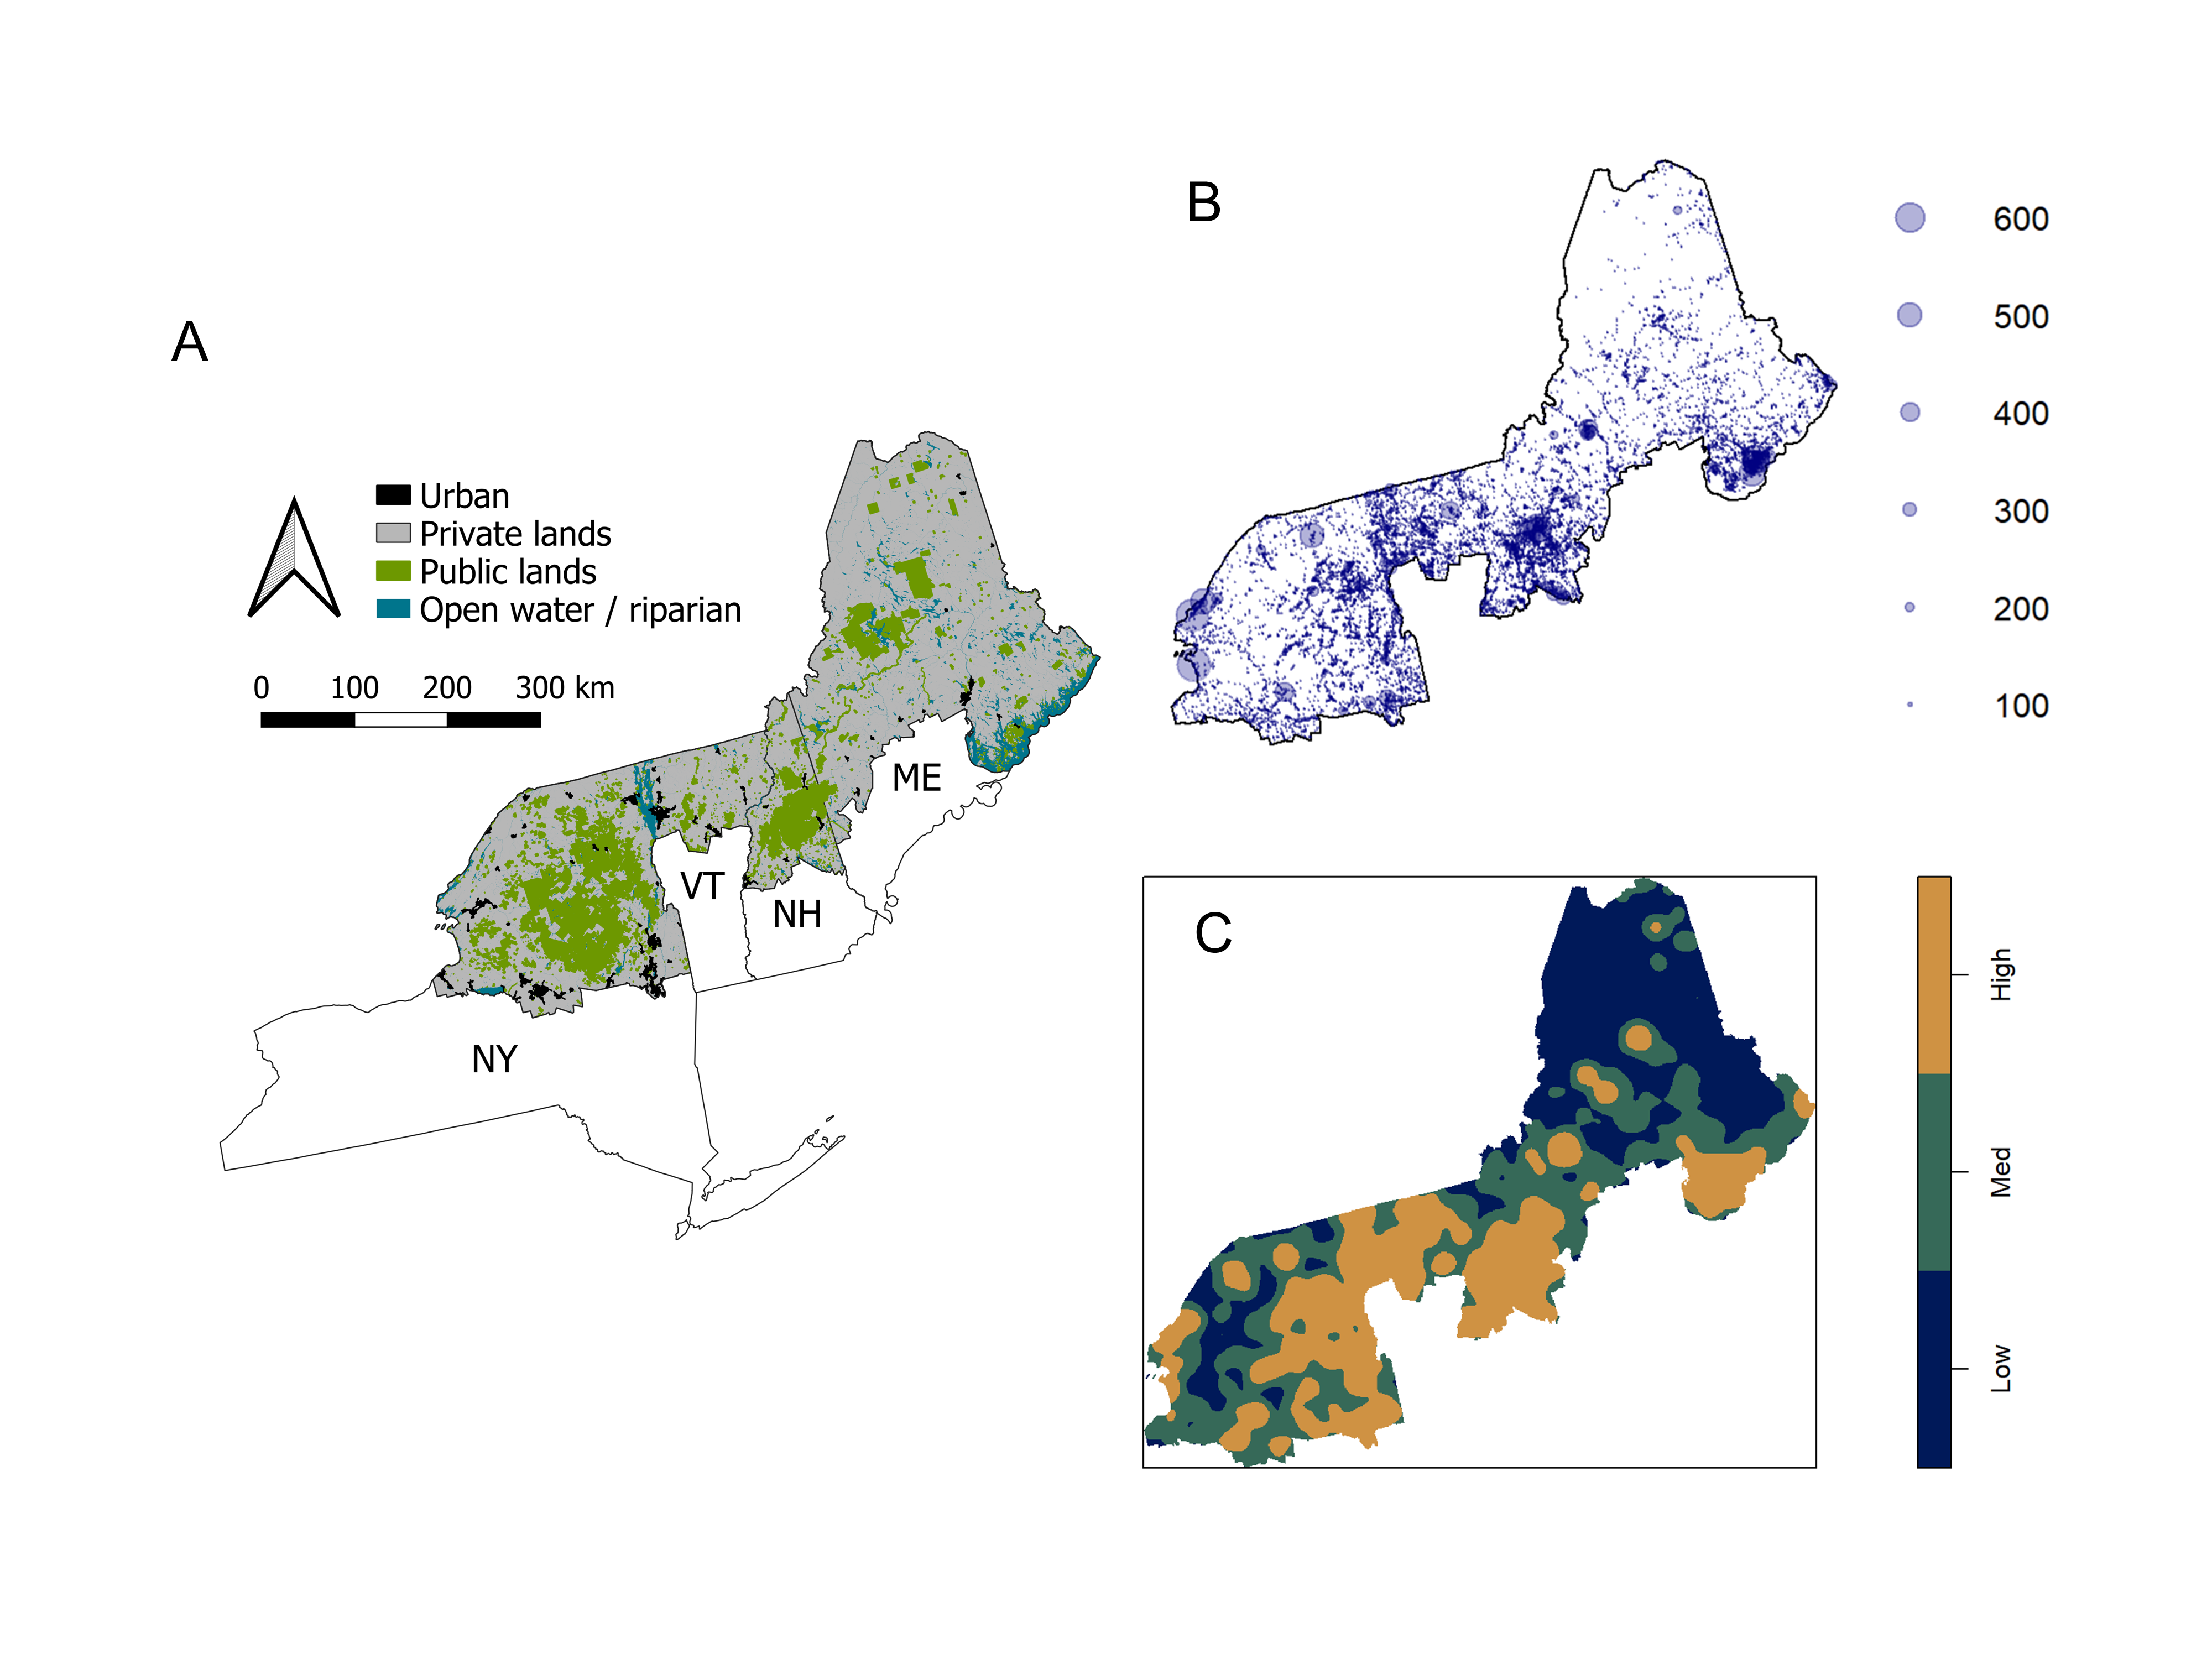 A
Urban
Private lands
Public lands
Open water / riparian
0 100 200 300 km
ME
VT
NH
NY
B
600
500
400
300
200
100
C
High
Med
Low